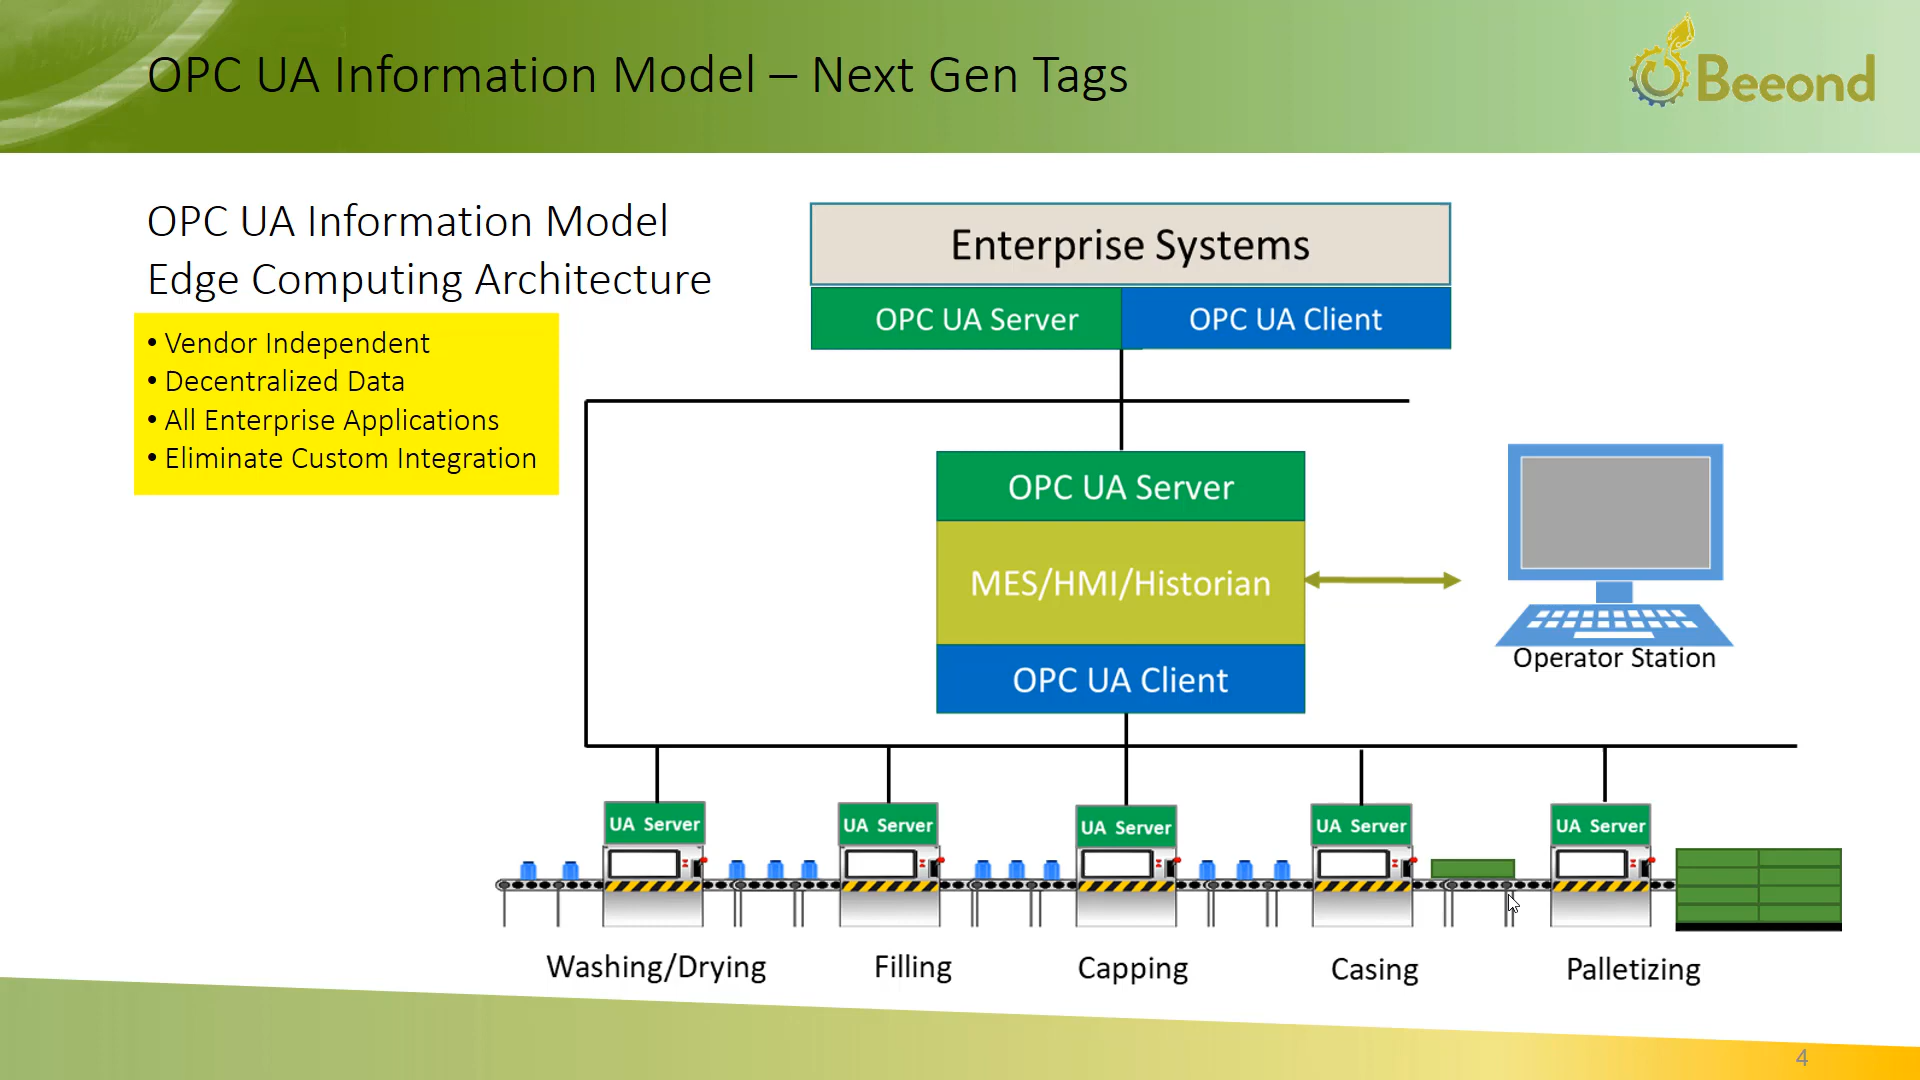 OPC UA Information Model – Next Gen Tags
Beeond
OPC UA Information Model
Edge Computing Architecture
• Vendor Independent
• Decentralized Data
• All Enterprise Applications
• Eliminate Custom Integration
Enterprise Systems
OPC UA Server
OPC UA Client
OPC UA Server
MES/HMI/Historian
OPC UA Client
Operator Station
UA Server
UA Server
UA Server
UA Server
UA Server
Washing/Drying
Filling
Capping
Casing
Palletizing
4